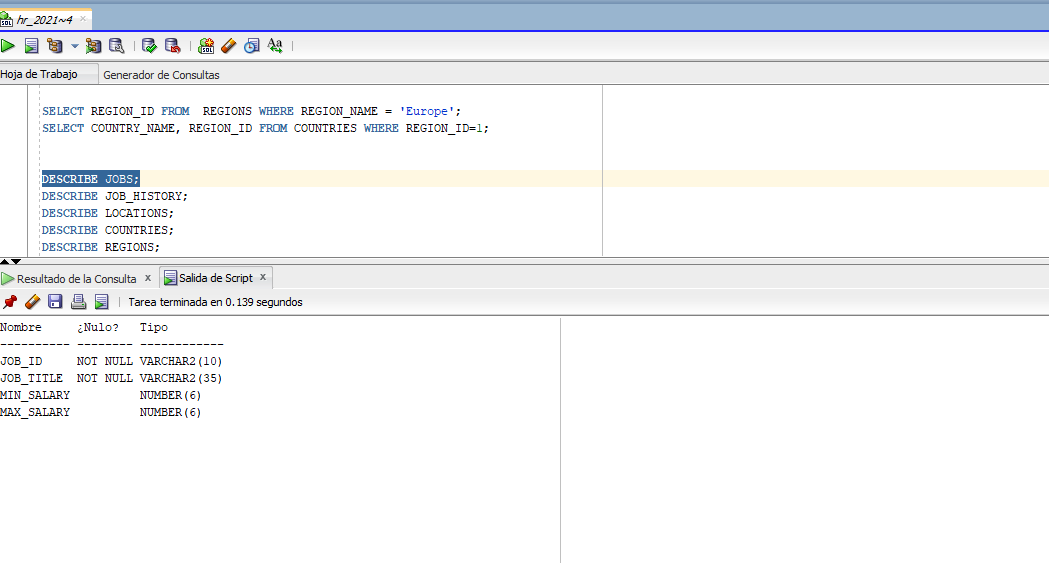 hr_2021~4
Hoja de Trabajo Generador de Consultas
SELECT REGION_ID FROM  REGIONS WHERE REGION_NAME = 'Europe';
SELECT COUNTRY_NAME, REGION_ID FROM COUNTRIES WHERE REGION_ID=1;
DESCRIBE JOBS;
DESCRIBE JOB_HISTORY;
DESCRIBE LOCATIONS;
DESCRIBE COUNTRIES;
DESCRIBE REGIONS;
Resultado de la Consulta x Salida de Script x
Tarea terminada en 0.139 segundos
Nombre     ¿Nulo?   Tipo
---------- -------- ------------
JOB_ID     NOT NULL VARCHAR2(10)
JOB_TITLE  NOT NULL VARCHAR2(35)
MIN_SALARY          NUMBER(6)
MAX_SALARY          NUMBER(6)